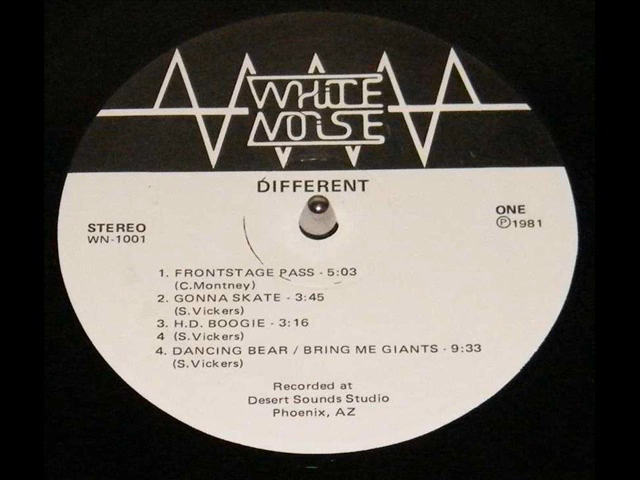 WHITE
NOISE
DIFFERENT
STEREO
WN-1001
ONE
Ⓟ1981
1. FRONTSTAGE PASS - 5:03
(C.Montney)
2. GONNA SKATE - 3:45
(S.Vickers)
3. H.D. BOOGIE - 3:16
4 (S.Vickers)
4. DANCING BEAR / BRING ME GIANTS - 9:33
(S.Vickers)
Recorded at
Desert Sounds Studio
Phoenix, AZ